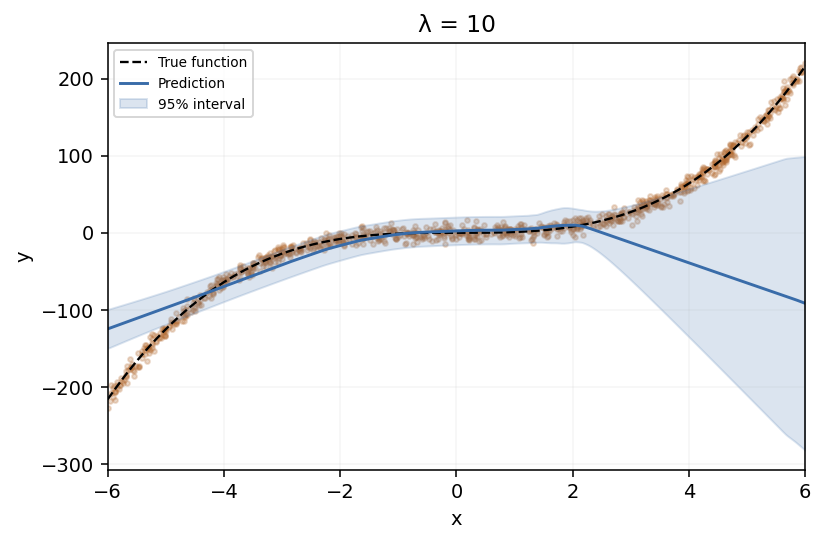 λ = 10
True function
Prediction
95% interval
200
100
0
−100
−200
−300
y
−6
−4
−2
0
2
4
6
x